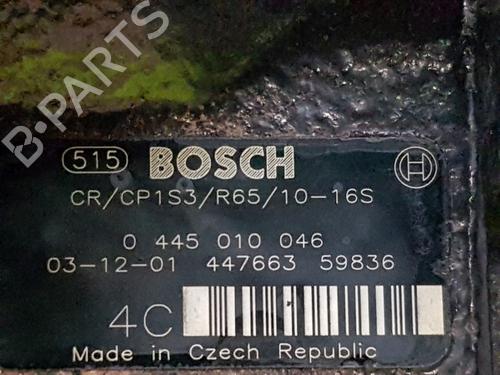 B·PARTS
515 BOSCH
CR/CP1S3/R65/10-16S
0 445 010 046
03-12-01 447663 59836
4C
Made in Czech Republic